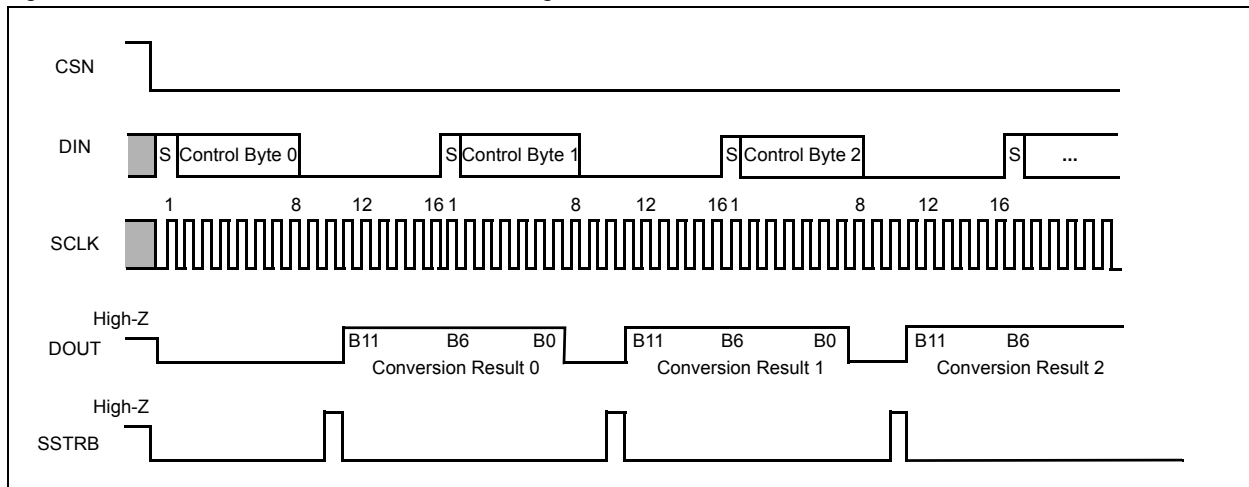 CSN
DIN
S Control Byte 0 S Control Byte 1 S Control Byte 2 S ...
1 8 12 16 1 8 12 16 1 8 12 16
SCLK
High-Z
DOUT
B11 B6 B0 B11 B6 B0 B11 B6
Conversion Result 0 Conversion Result 1 Conversion Result 2
High-Z
SSTRB